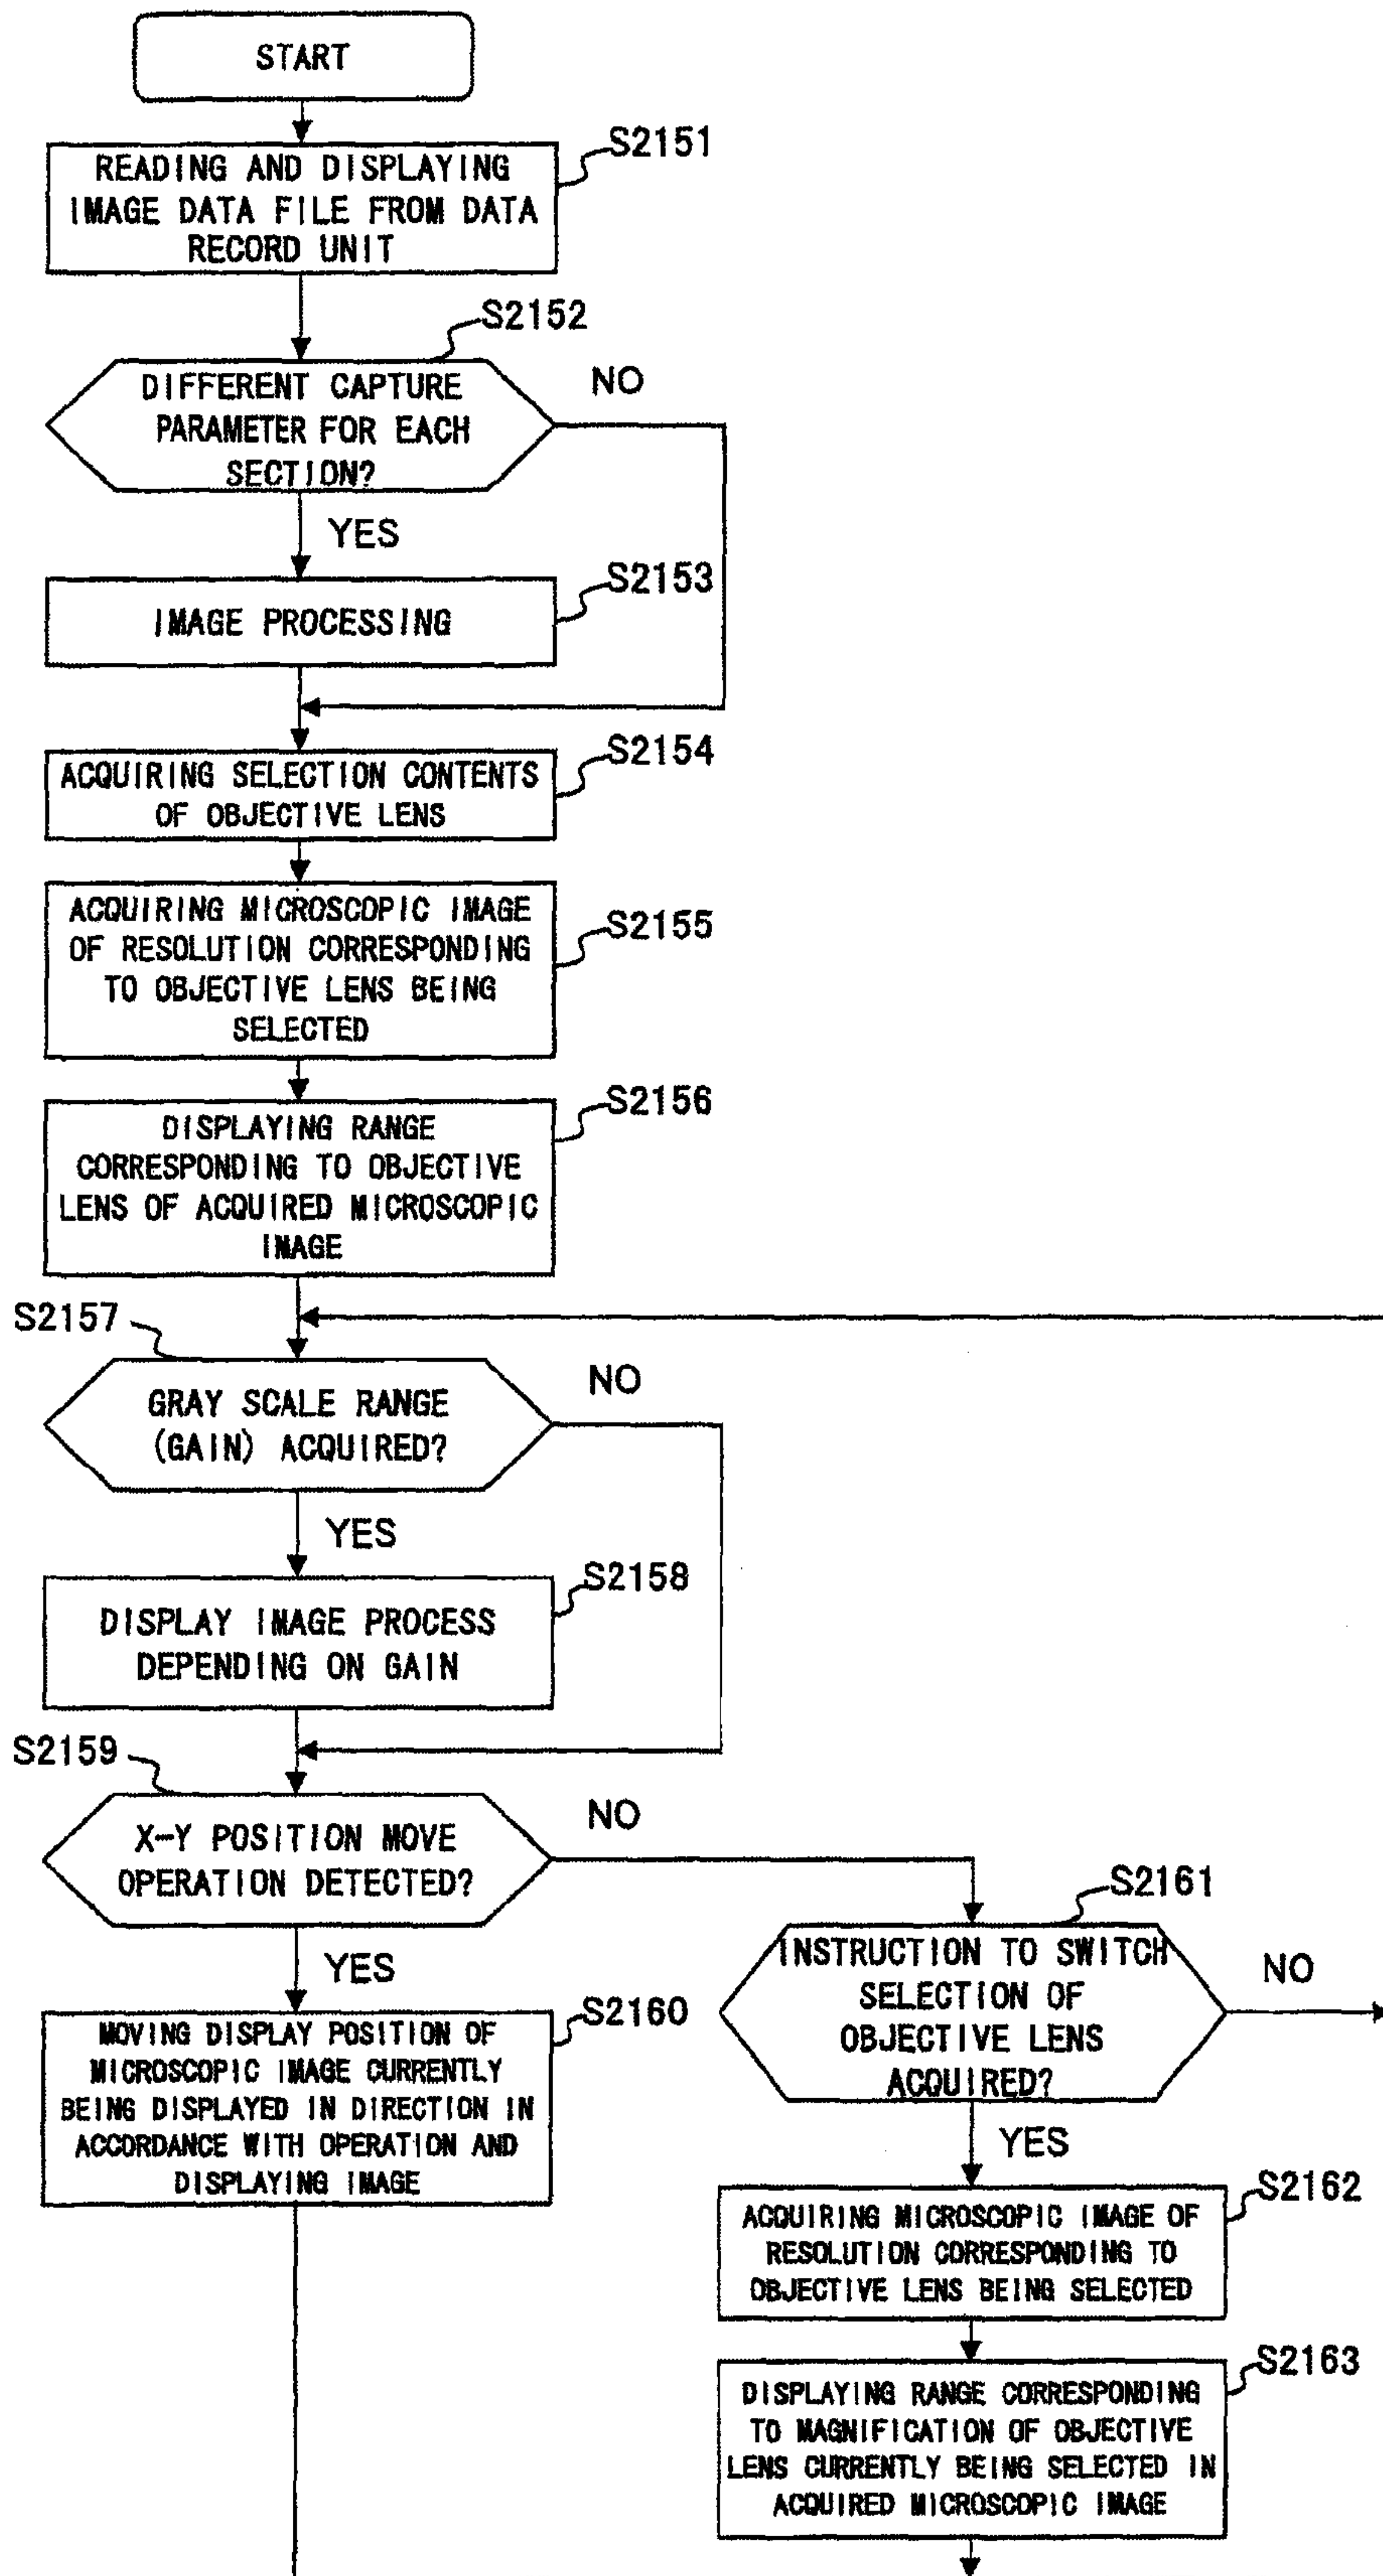 START
S2151
READING AND DISPLAYING
IMAGE DATA FILE FROM DATA
RECORD UNIT
S2152
DIFFERENT CAPTURE
PARAMETER FOR EACH
SECTION?
NO
YES
S2153
IMAGE PROCESSING
S2154
ACQUIRING SELECTION CONTENTS
OF OBJECTIVE LENS
S2155
ACQUIRING MICROSCOPIC IMAGE
OF RESOLUTION CORRESPONDING
TO OBJECTIVE LENS BEING
SELECTED
S2156
DISPLAYING RANGE
CORRESPONDING TO OBJECTIVE
LENS OF ACQUIRED MICROSCOPIC
IMAGE
S2157
GRAY SCALE RANGE
(GAIN) ACQUIRED?
NO
YES
S2158
DISPLAY IMAGE PROCESS
DEPENDING ON GAIN
S2159
X-Y POSITION MOVE
OPERATION DETECTED?
NO
YES
S2160
MOVING DISPLAY POSITION OF
MICROSCOPIC IMAGE CURRENTLY
BEING DISPLAYED IN DIRECTION IN
ACCORDANCE WITH OPERATION AND
DISPLAYING IMAGE
S2161
INSTRUCTION TO SWITCH
SELECTION OF
OBJECTIVE LENS
ACQUIRED?
NO
YES
S2162
ACQUIRING MICROSCOPIC IMAGE OF
RESOLUTION CORRESPONDING TO
OBJECTIVE LENS BEING SELECTED
S2163
DISPLAYING RANGE CORRESPONDING
TO MAGNIFICATION OF OBJECTIVE
LENS CURRENTLY BEING SELECTED IN
ACQUIRED MICROSCOPIC IMAGE